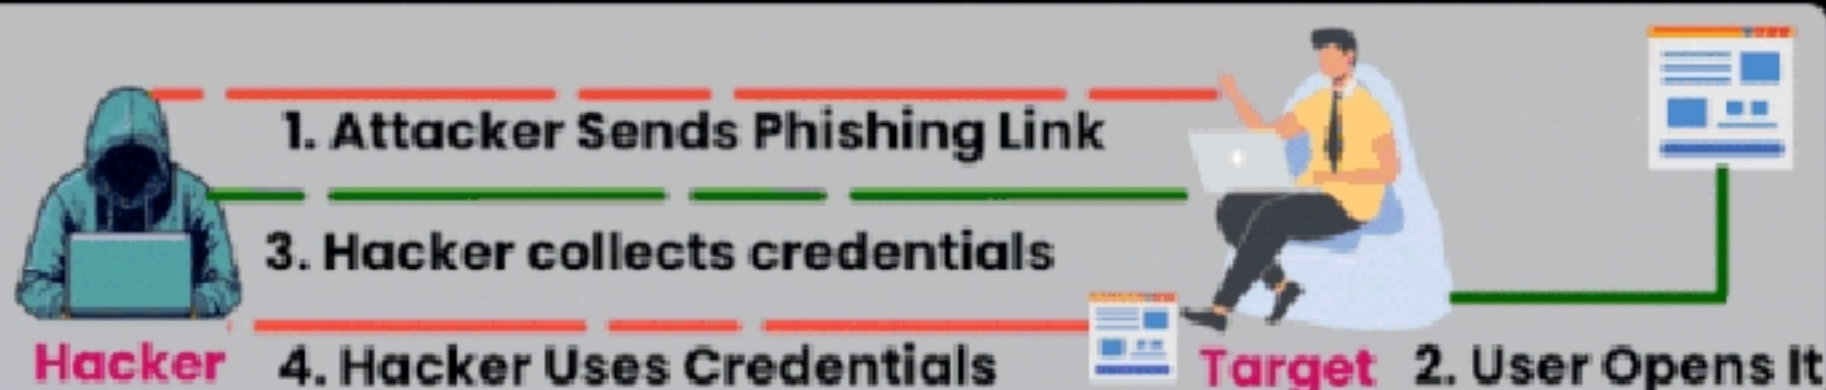 1. Attacker Sends Phishing Link
3. Hacker collects credentials
Hacker
4. Hacker Uses Credentials
Target
2. User Opens It